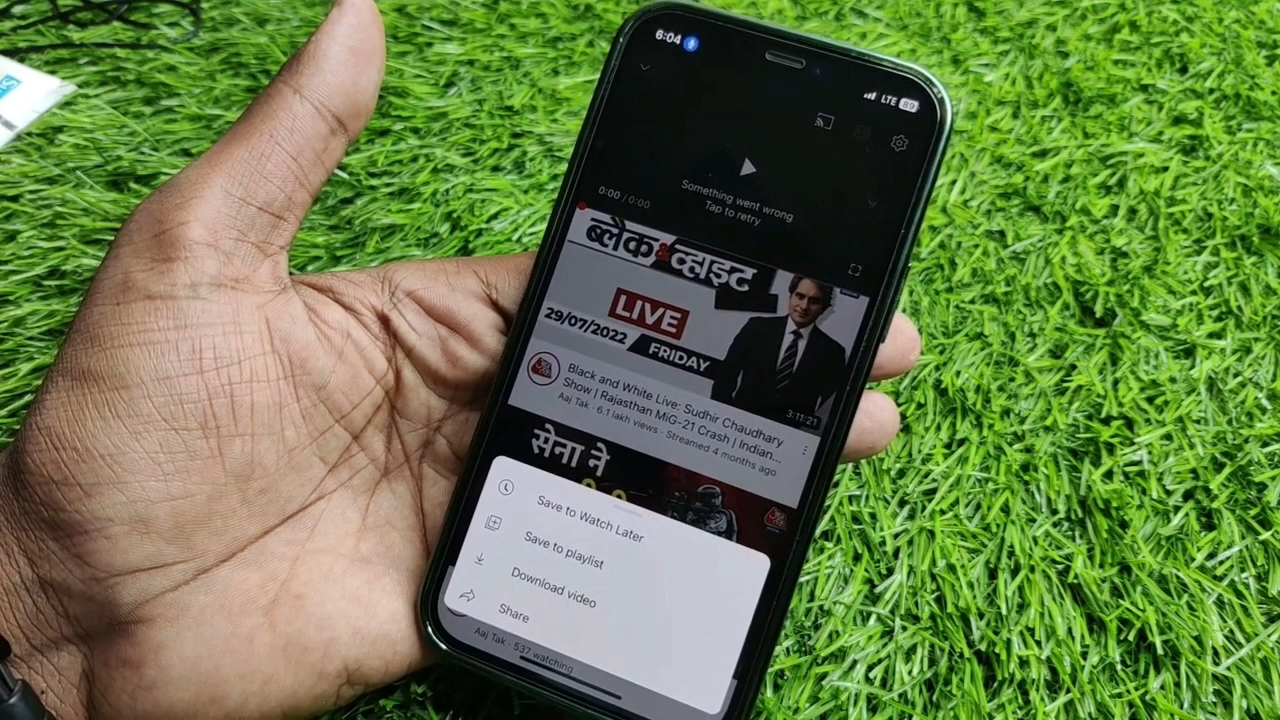 6:04
LTE 89
Something went wrong
Tap to retry
0:00 / 0:00
ब्लैक & व्हाइट
LIVE
29/07/2022
FRIDAY
3:11:21
Black and White Live: Sudhir Chaudhary
Show | Rajasthan MiG-21 Crash | Indian...
Aaj Tak · 6.1 lakh views · Streamed 4 months ago
सेना ने
Save to Watch Later
Save to playlist
Download video
Share
Aaj Tak · 537 watching